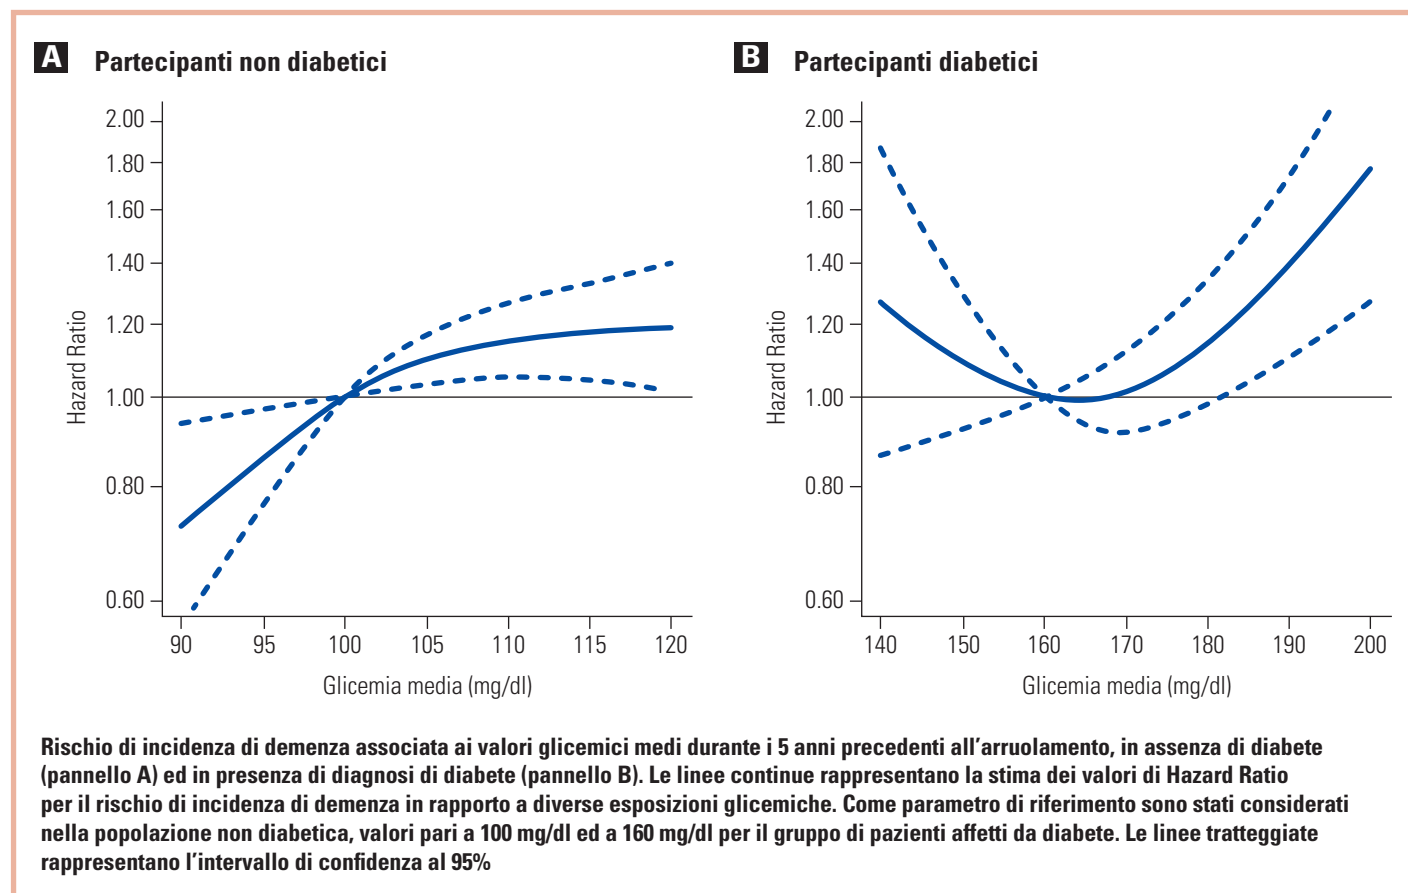 A Partecipanti non diabetici
2.00
1.80
1.60
1.40
1.20
1.00
0.80
0.60
Hazard Ratio
90 95 100 105 110 115 120
Glicemia media (mg/dl)
B Partecipanti diabetici
2.00
1.80
1.60
1.40
1.20
1.00
0.80
0.60
Hazard Ratio
140 150 160 170 180 190 200
Glicemia media (mg/dl)
Rischio di incidenza di demenza associata ai valori glicemici medi durante i 5 anni precedenti all'arruolamento, in assenza di diabete
(pannello A) ed in presenza di diagnosi di diabete (pannello B). Le linee continue rappresentano la stima dei valori di Hazard Ratio
per il rischio di incidenza di demenza in rapporto a diverse esposizioni glicemiche. Come parametro di riferimento sono stati considerati
nella popolazione non diabetica, valori pari a 100 mg/dl ed a 160 mg/dl per il gruppo di pazienti affetti da diabete. Le linee tratteggiate
rappresentano l'intervallo di confidenza al 95%